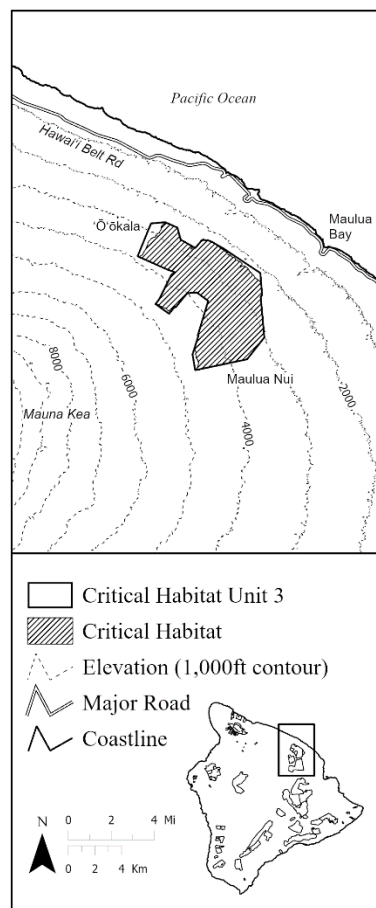 Pacific Ocean
Hawai'i Belt Rd
Maulua
Bay
'Ō'ōkala
8000
6000
Maulua Nui
2000
4000
Mauna Kea
Critical Habitat Unit 3
Critical Habitat
Elevation (1,000ft contour)
Major Road
Coastline
N
0 2 4 Mi
0 2 4 Km